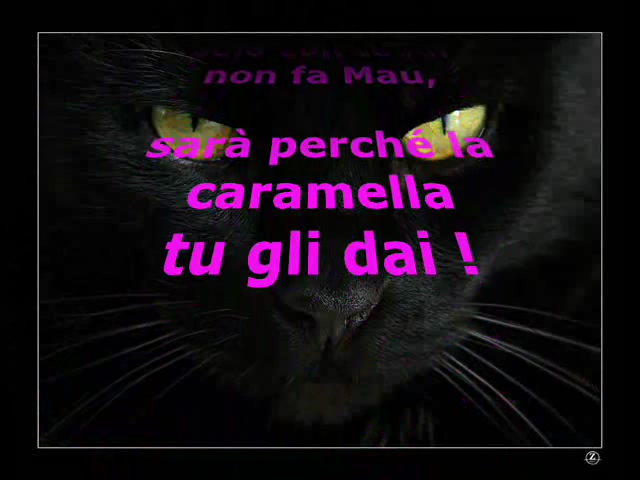 non fa Mau,
sarà perché la
caramella
tu gli dai !
Z